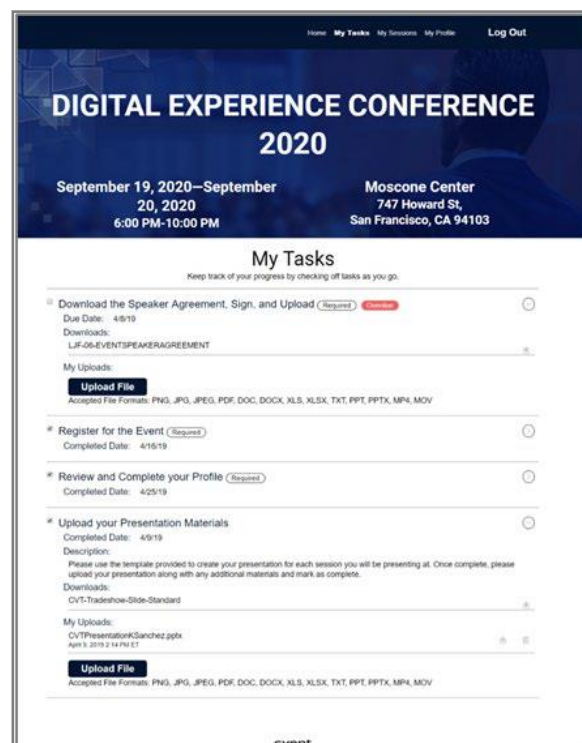 Home My Tasks My Sessions My Profile Log Out
DIGITAL EXPERIENCE CONFERENCE
2020
September 19, 2020—September
20, 2020
6:00 PM-10:00 PM
Moscone Center
747 Howard St,
San Francisco, CA 94103
My Tasks
Keep track of your progress by checking off tasks as you go.
Download the Speaker Agreement, Sign, and Upload Required Overdue
Due Date: 4/8/19
Downloads:
LJF-06-EVENTSPEAKERAGREEMENT
My Uploads:
Upload File
Accepted File Formats: PNG, JPG, JPEG, PDF, DOC, DOCX, XLS, XLSX, TXT, PPT, PPTX, MP4, MOV
Register for the Event Required
Completed Date: 4/16/19
Review and Complete your Profile Required
Completed Date: 4/25/19
Upload your Presentation Materials
Completed Date: 4/9/19
Description:
Please use the template provided to create your presentation for each session you will be presenting at. Once complete, please
upload your presentation along with any additional materials and mark as complete.
Downloads:
CVT-Tradeshow-Slide-Standard
My Uploads:
CVTPresentationKSanchez.pptx
April 9, 2019 2:14 PM ET
Upload File
Accepted File Formats: PNG, JPG, JPEG, PDF, DOC, DOCX, XLS, XLSX, TXT, PPT, PPTX, MP4, MOV